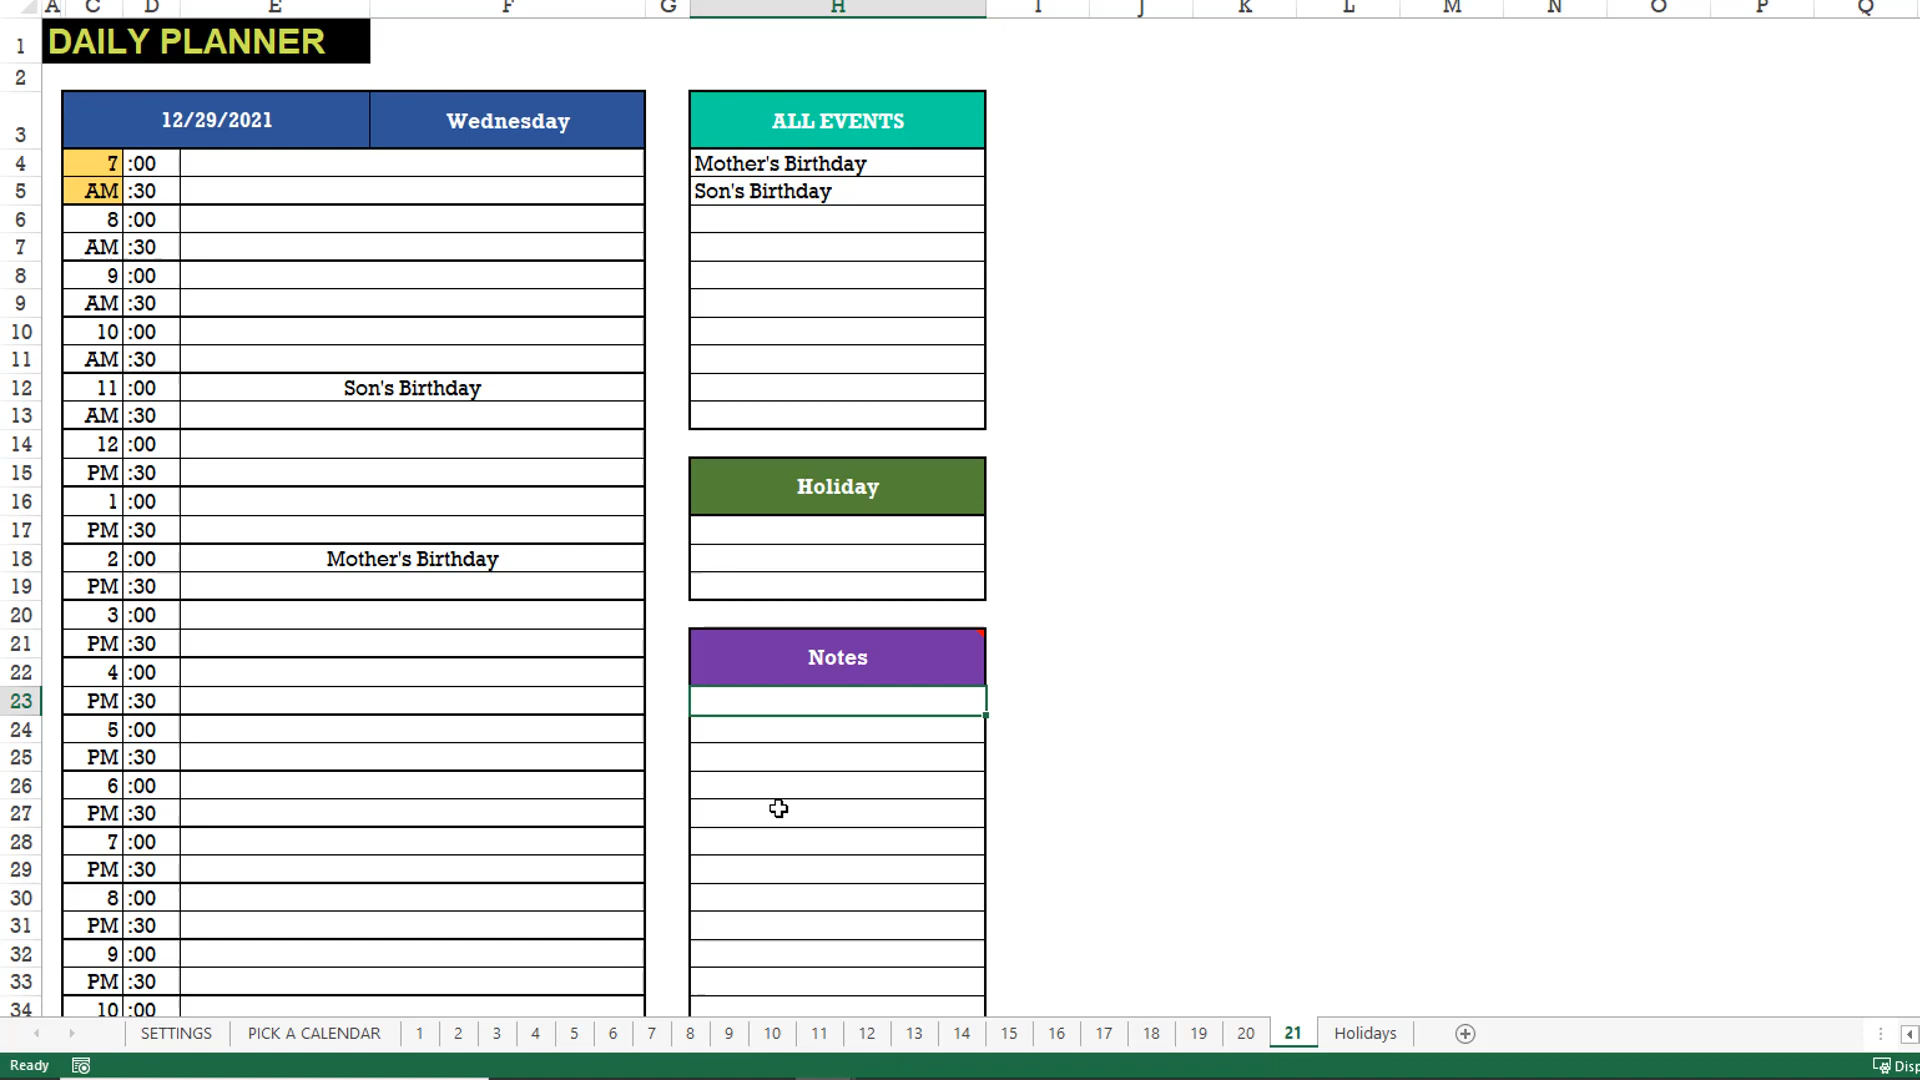 A C D E F G H I J K L M N O P Q
1 DAILY PLANNER
2
3 12/29/2021 Wednesday ALL EVENTS
4 7 :00 Mother's Birthday
5 AM :30 Son's Birthday
6 8 :00
7 AM :30
8 9 :00
9 AM :30
10 10 :00
11 AM :30
12 11 :00 Son's Birthday
13 AM :30
14 12 :00
15 PM :30 Holiday
16 1 :00
17 PM :30
18 2 :00 Mother's Birthday
19 PM :30
20 3 :00
21 PM :30 Notes
22 4 :00
23 PM :30
24 5 :00
25 PM :30
26 6 :00
27 PM :30
28 7 :00
29 PM :30
30 8 :00
31 PM :30
32 9 :00
33 PM :30
34 10 :00
SETTINGS PICK A CALENDAR 1 2 3 4 5 6 7 8 9 10 11 12 13 14 15 16 17 18 19 20 21 Holidays
Ready